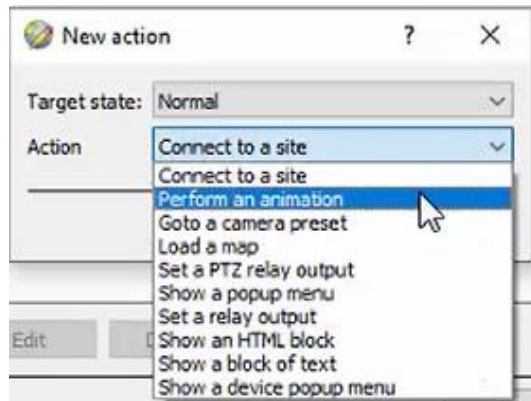 New action ? X
Target state: Normal
Action Connect to a site
Connect to a site
Perform an animation
Goto a camera preset
Load a map
Set a PTZ relay output
Show a popup menu
Set a relay output
Edit
Show an HTML block
Show a block of text
Show a device popup menu